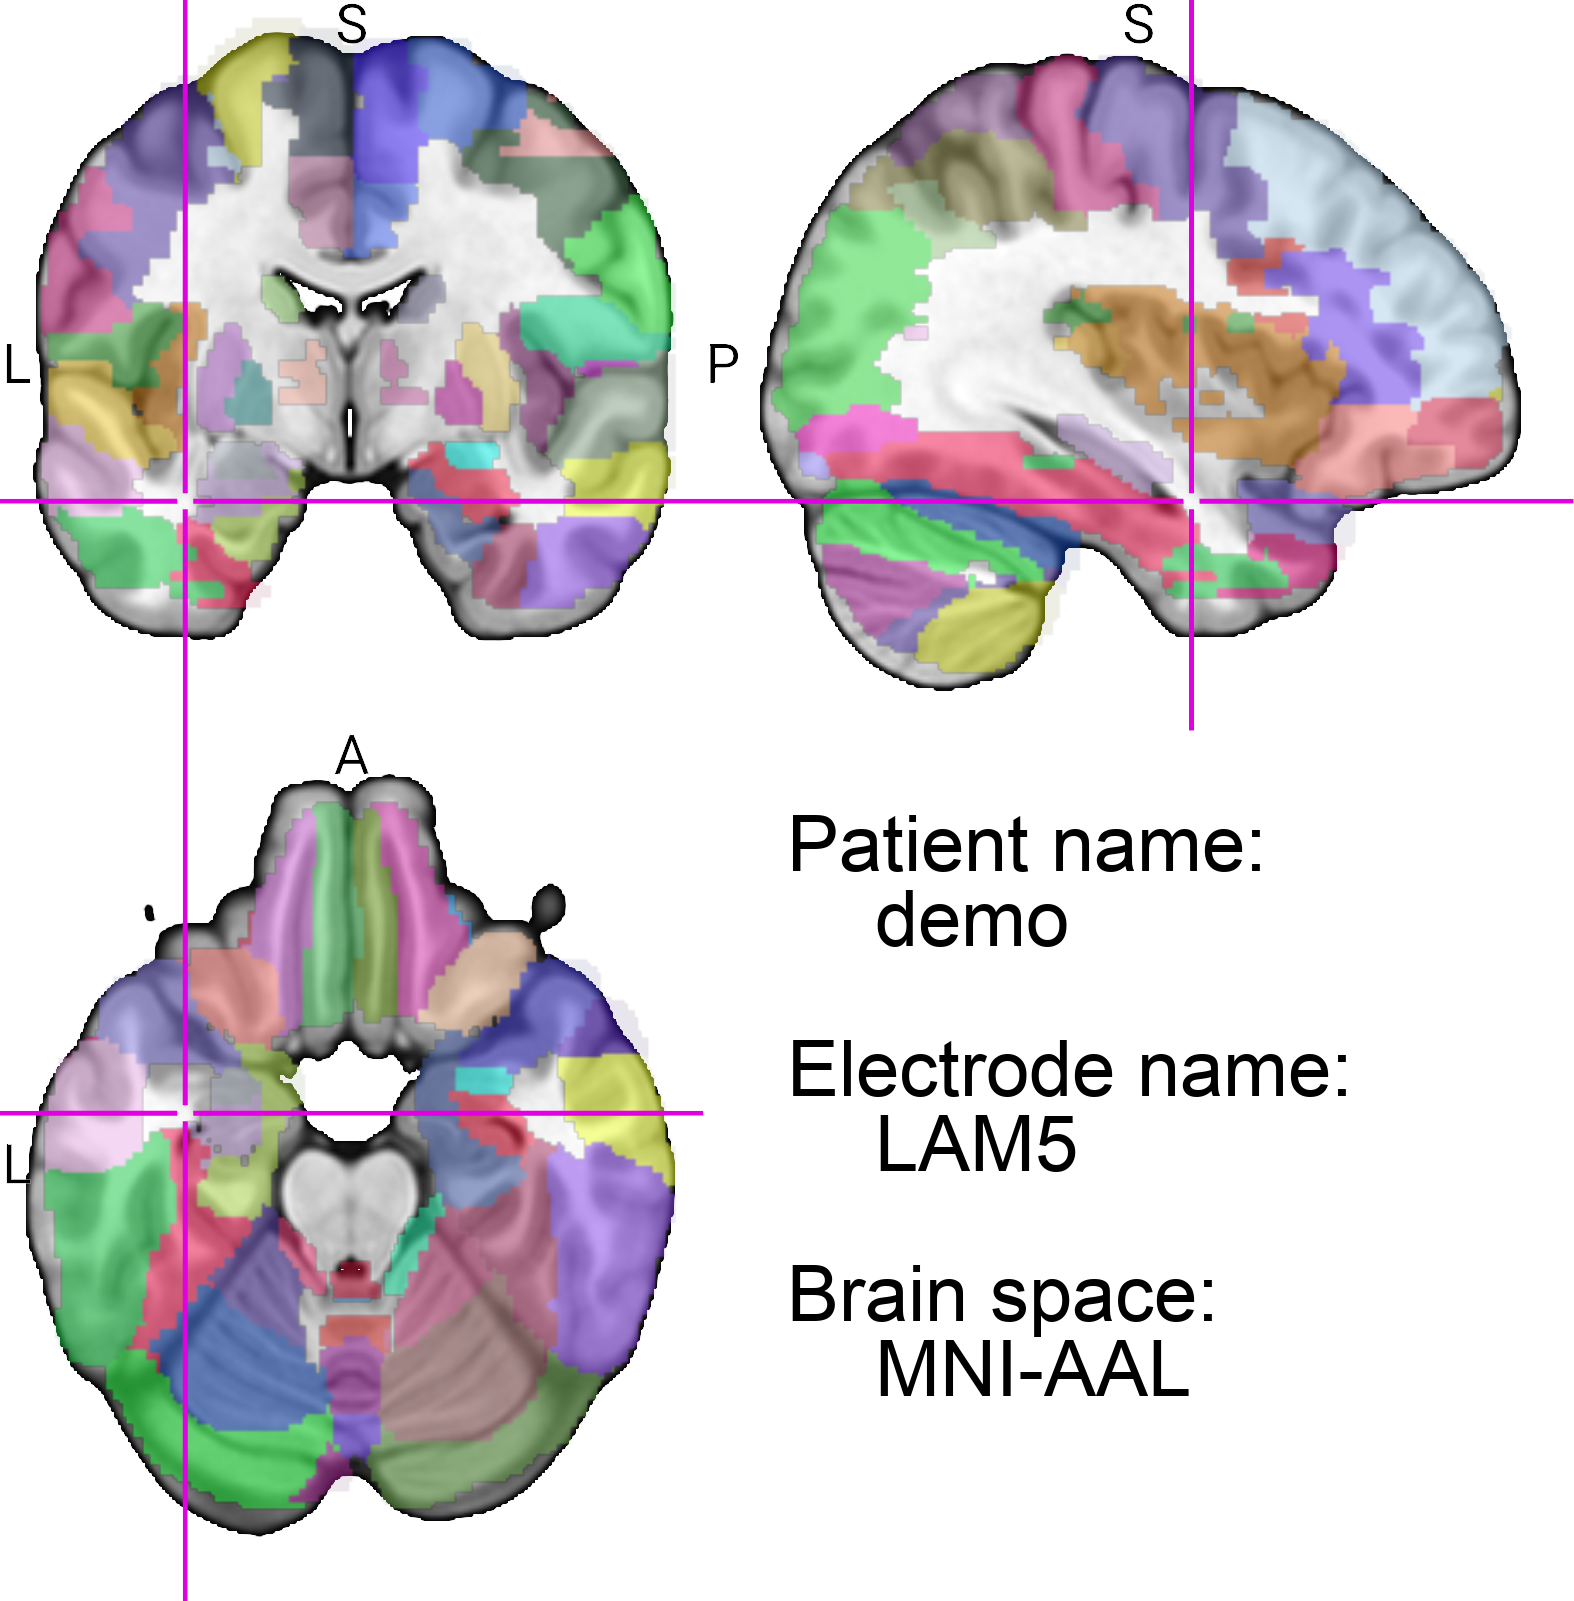 S
S
L
P
A
L
Patient name:
demo
Electrode name:
LAM5
Brain space:
MNI-AAL